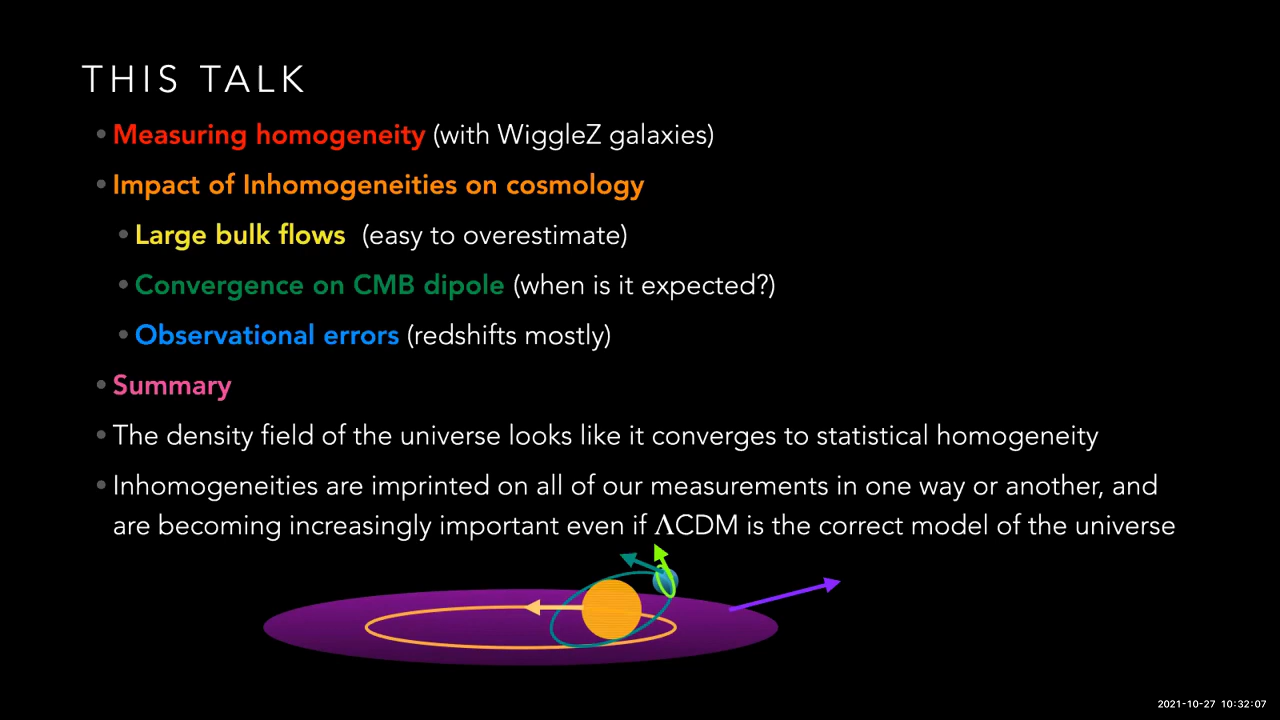 THIS TALK
• Measuring homogeneity (with WiggleZ galaxies)
• Impact of Inhomogeneities on cosmology
• Large bulk flows (easy to overestimate)
• Convergence on CMB dipole (when is it expected?)
• Observational errors (redshifts mostly)
• Summary
• The density field of the universe looks like it converges to statistical homogeneity
• Inhomogeneities are imprinted on all of our measurements in one way or another, and
are becoming increasingly important even if ΛCDM is the correct model of the universe
2021-10-27 10:32:07